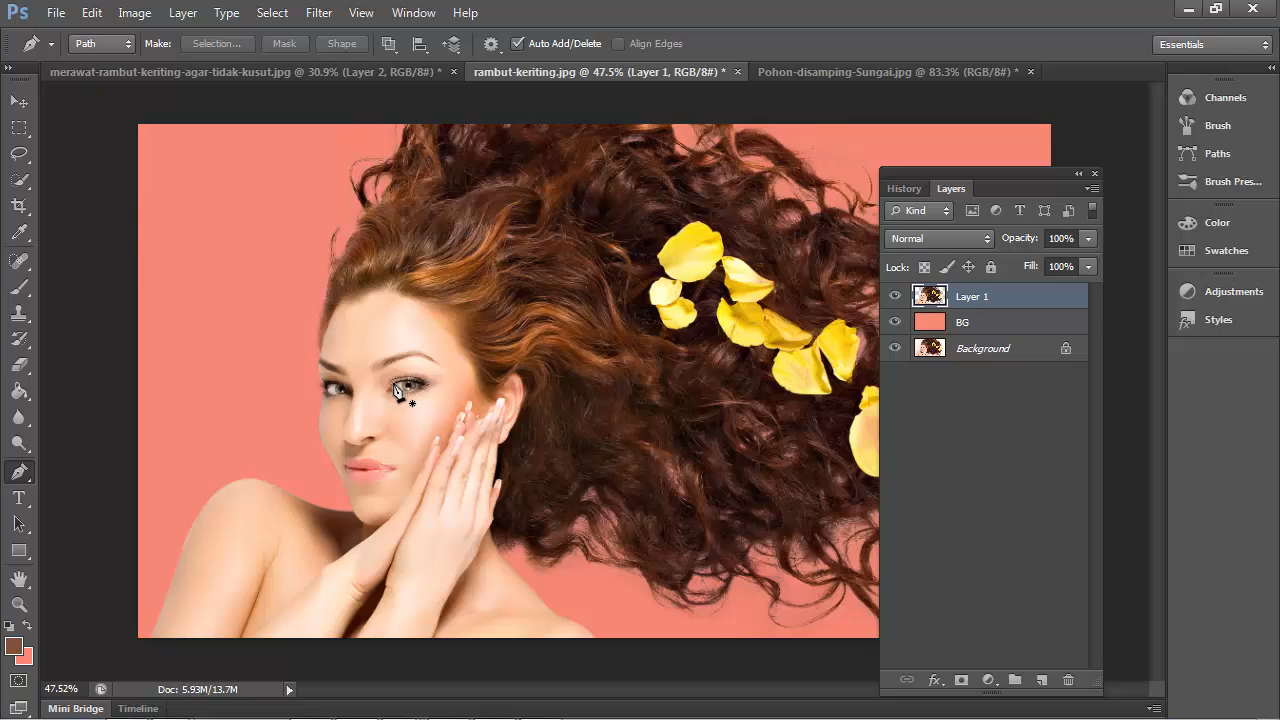 Ps File Edit Image Layer Type Select Filter View Window Help
Path Make: Selection... Mask Shape Auto Add/Delete Align Edges Essentials
merawat-rambut-keriting-agar-tidak-kusut.jpg @ 30.9% (Layer 2, RGB/8#) * × rambut-keriting.jpg @ 47.5% (Layer 1, RGB/8#) * × Pohon-disamping-Sungai.jpg @ 83.3% (RGB/8#) * ×
Channels
Brush
Paths
Brush Pres...
Color
Swatches
Adjustments
Styles
History Layers
Kind
Normal Opacity: 100%
Lock: Fill: 100%
Layer 1
BG
Background
47.52% Doc: 5.93M/13.7M
Mini Bridge Timeline